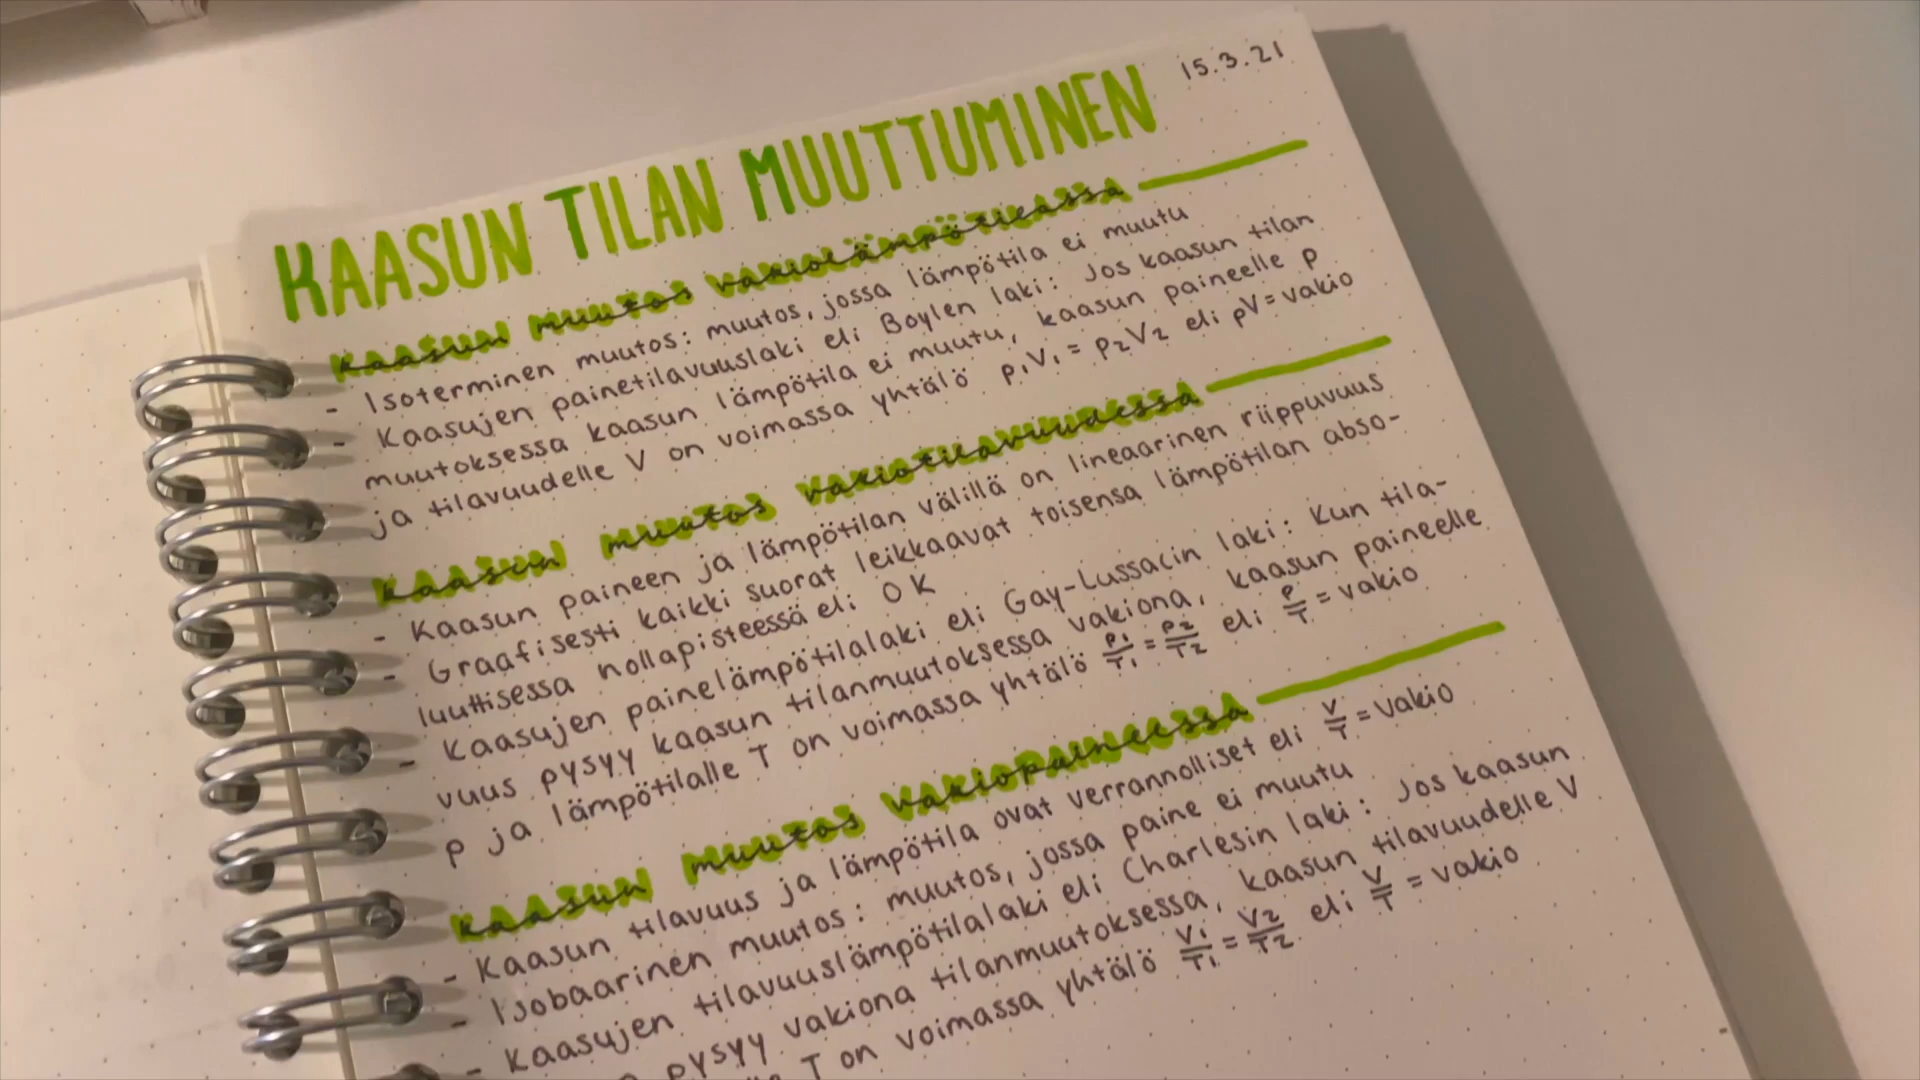 15.3.21
KAASUN TILAN MUUTTUMINEN
Kaasun muutos vakiolämpötilassa
- Isoterminen muutos: muutos, jossa lämpötila ei muutu
- Kaasujen painetilavuuslaki eli Boylen laki: Jos kaasun tilan
muutoksessa kaasun lämpötila ei muutu, kaasun paineelle p
ja tilavuudelle V on voimassa yhtälö p₁V₁ = p₂V₂ eli pV = vakio
Kaasun muutos vakiotilavuudessa
- Kaasun paineen ja lämpötilan välillä on lineaarinen riippuvuus
- Graafisesti kaikki suorat leikkaavat toisensa lämpötilan abso-
luuttisessa nollapisteessä eli 0 K
- Kaasujen painelämpötilalaki eli Gay-Lussacin laki: Kun tila-
vuus pysyy kaasun tilanmuutoksessa vakiona, kaasun paineelle
p ja lämpötilalle T on voimassa yhtälö p₁/T₁ = p₂/T₂ eli p/T = vakio
Kaasun muutos vakiopaineessa
- Kaasun tilavuus ja lämpötila ovat verrannolliset eli V/T = vakio
- Isobaarinen muutos: muutos, jossa paine ei muutu
- Kaasujen tilavuuslämpötilalaki eli Charlesin laki: Jos kaasun
pysyy vakiona tilanmuutoksessa, kaasun tilavuudelle V
T on voimassa yhtälö V₁/T₁ = V₂/T₂ eli V/T = vakio